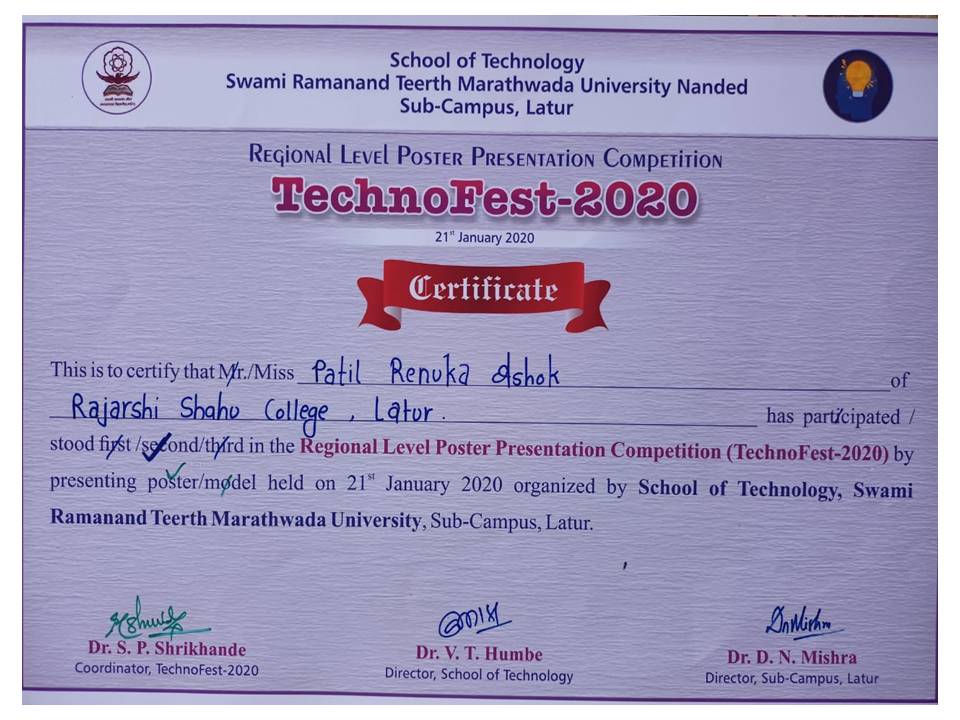 School of Technology
Swami Ramanand Teerth Marathwada University Nanded
Sub-Campus, Latur
Regional Level Poster Presentation Competition
TechnoFest-2020
21st January 2020
Certificate
This is to certify that Mr./Miss Patil Renuka Ashok of
Rajarshi Shahu College, Latur. has participated /
stood first /second/third in the Regional Level Poster Presentation Competition (TechnoFest-2020) by
presenting poster/model held on 21st January 2020 organized by School of Technology, Swami
Ramanand Teerth Marathwada University, Sub-Campus, Latur.
Dr. S. P. Shrikhande
Coordinator, TechnoFest-2020
Dr. V. T. Humbe
Director, School of Technology
Dr. D. N. Mishra
Director, Sub-Campus, Latur